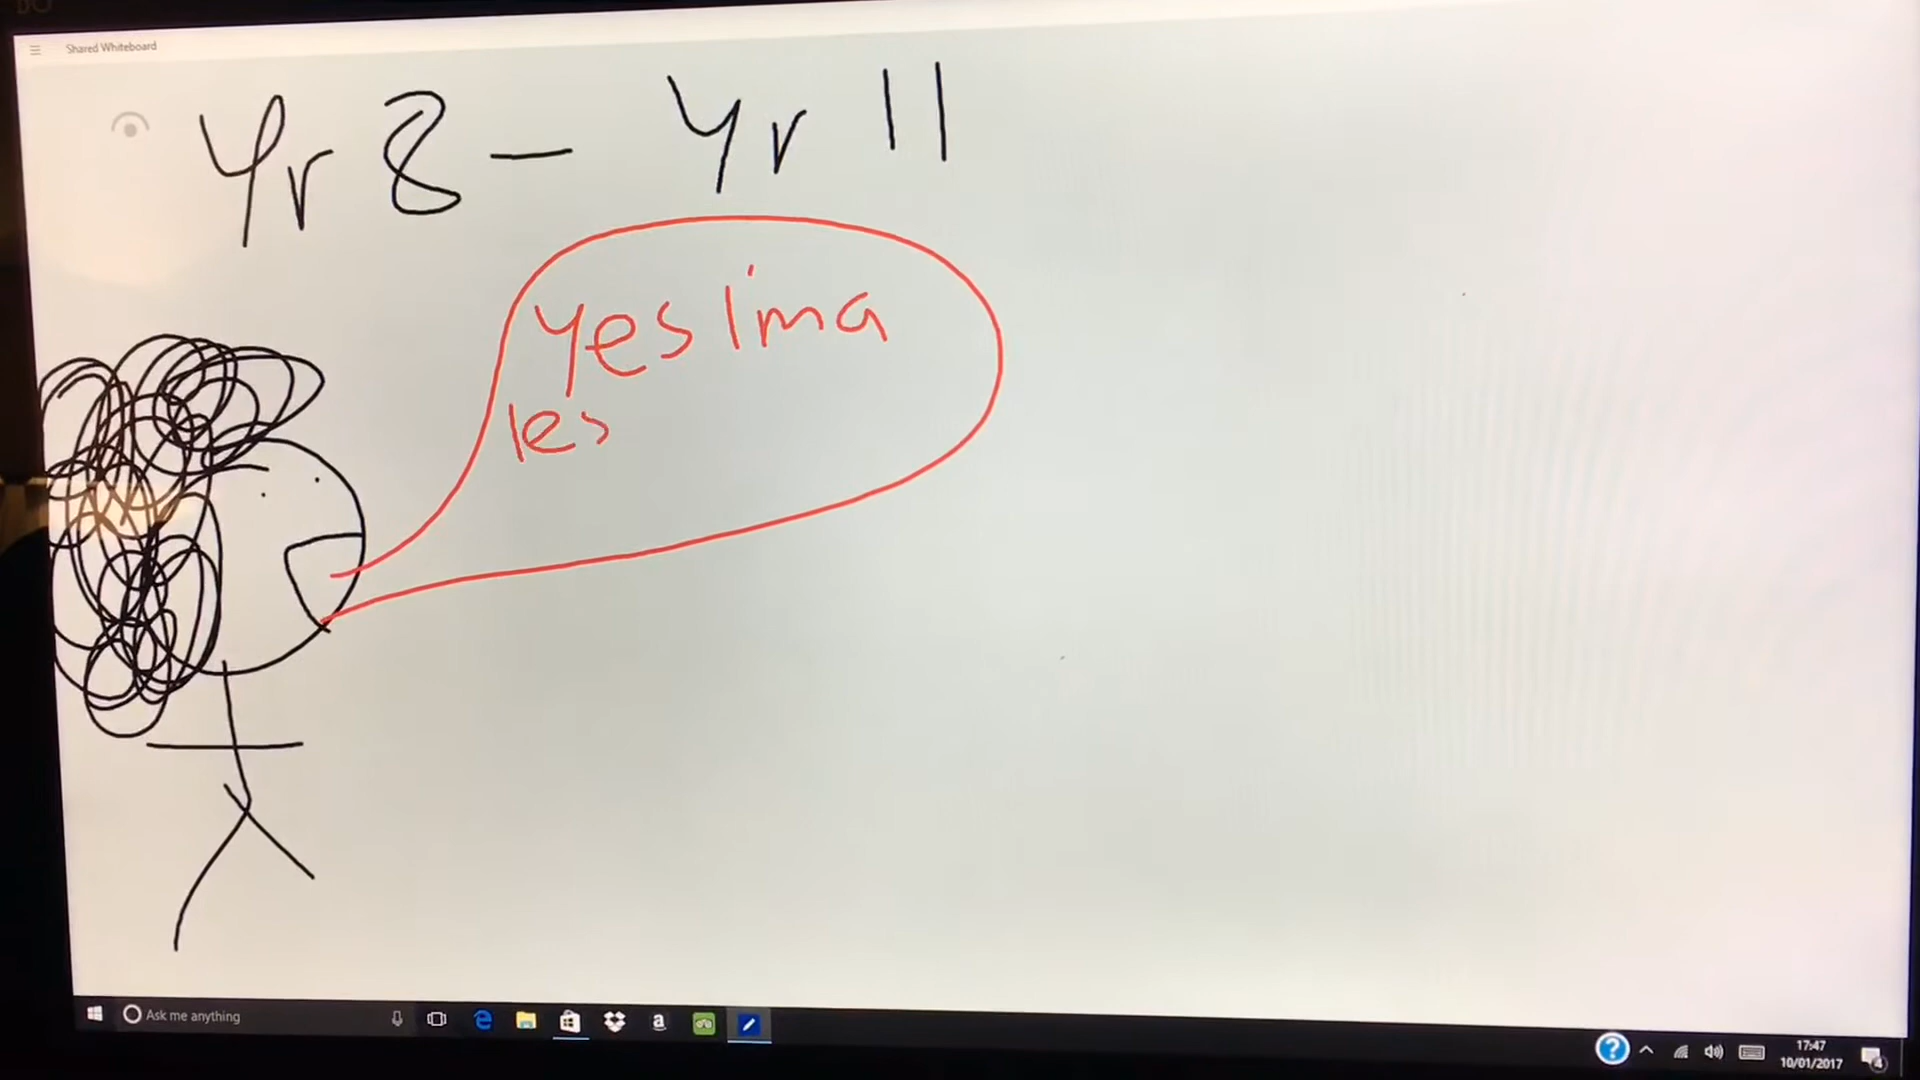 Shared Whiteboard
Yr 8 - Yr 11
yes ima
les
Ask me anything
17:47
10/01/2017